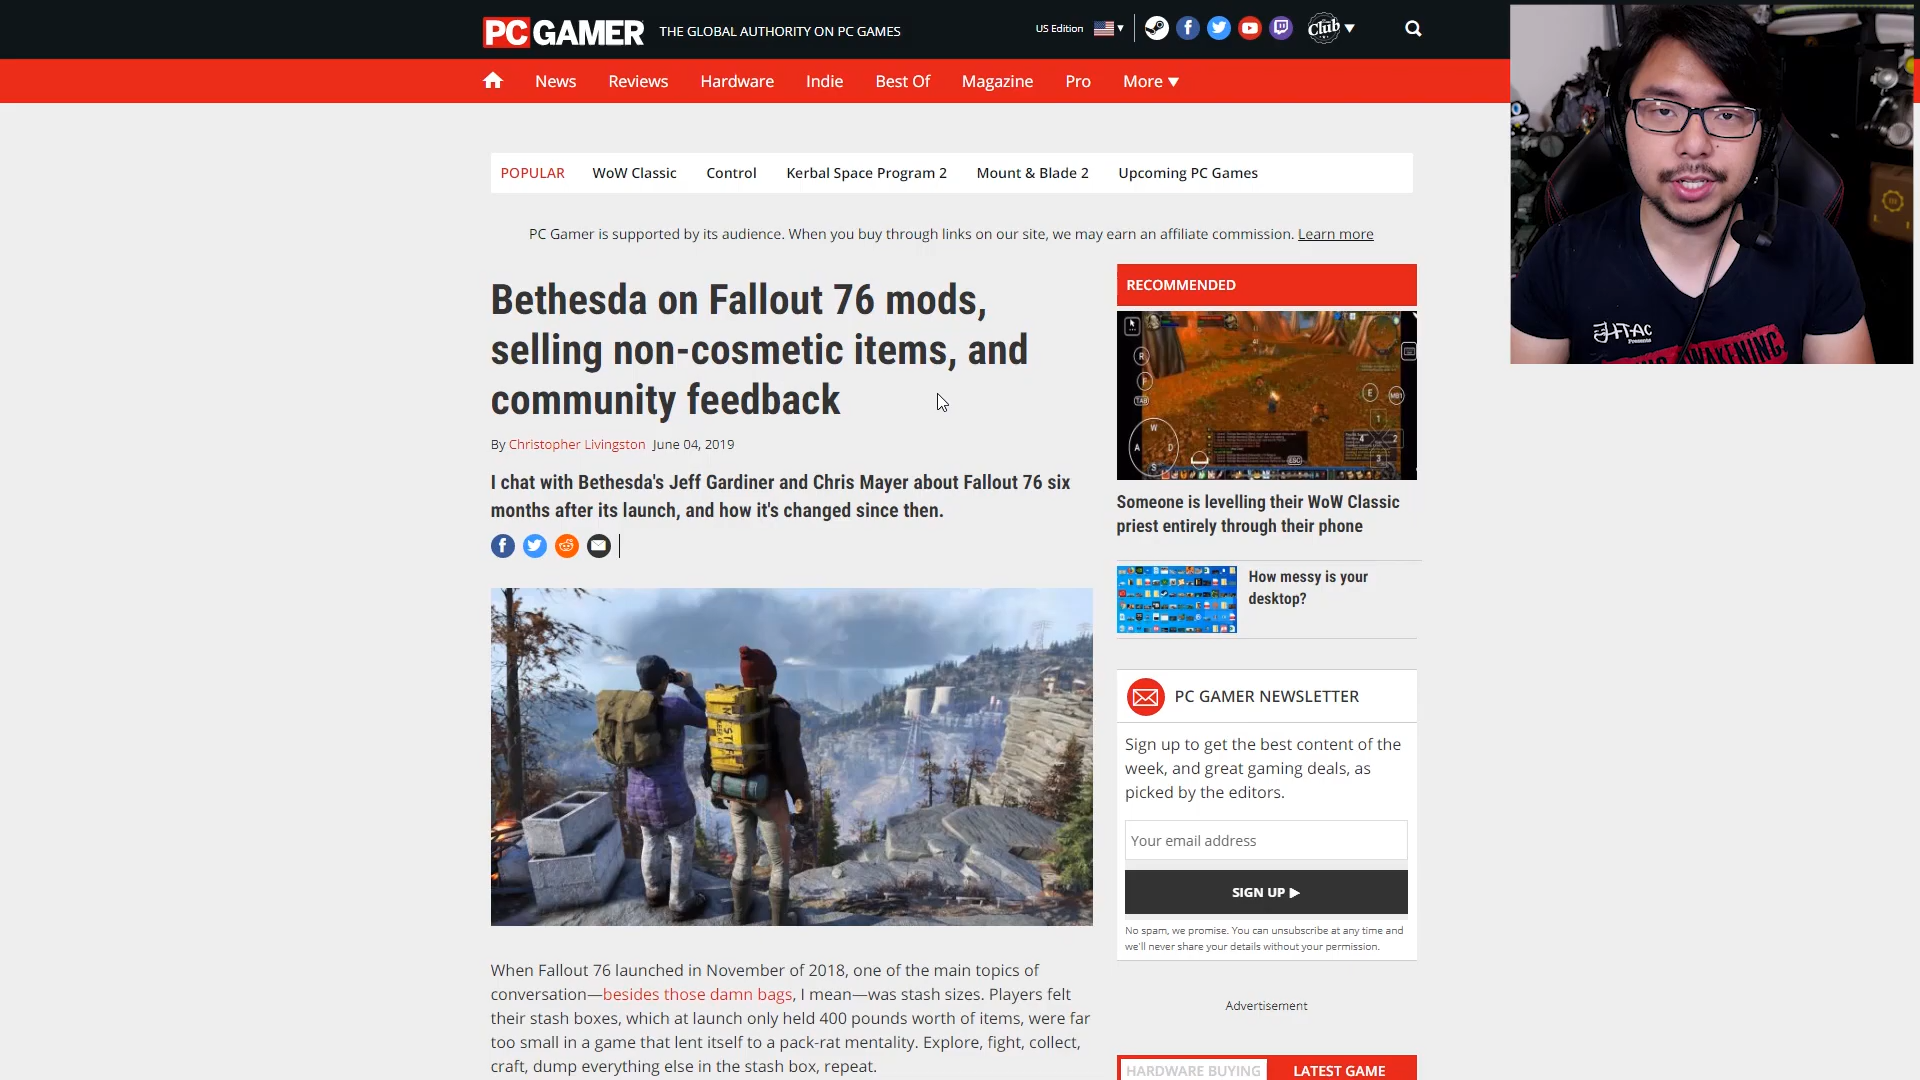 PC GAMER THE GLOBAL AUTHORITY ON PC GAMES
US Edition
Club
News Reviews Hardware Indie Best Of Magazine Pro More
POPULAR WoW Classic Control Kerbal Space Program 2 Mount & Blade 2 Upcoming PC Games
PC Gamer is supported by its audience. When you buy through links on our site, we may earn an affiliate commission. Learn more
Bethesda on Fallout 76 mods,
selling non-cosmetic items, and
community feedback
By Christopher Livingston June 04, 2019
I chat with Bethesda's Jeff Gardiner and Chris Mayer about Fallout 76 six
months after its launch, and how it's changed since then.
When Fallout 76 launched in November of 2018, one of the main topics of
conversation—besides those damn bags, I mean—was stash sizes. Players felt
their stash boxes, which at launch only held 400 pounds worth of items, were far
too small in a game that lent itself to a pack-rat mentality. Explore, fight, collect,
craft, dump everything else in the stash box, repeat.
RECOMMENDED
R
F
TAB
W
A
D
S
E
MB1
1
4
2
3
ESC
Someone is levelling their WoW Classic
priest entirely through their phone
How messy is your
desktop?
PC GAMER NEWSLETTER
Sign up to get the best content of the
week, and great gaming deals, as
picked by the editors.
Your email address
SIGN UP
No spam, we promise. You can unsubscribe at any time and
we'll never share your details without your permission.
Advertisement
HARDWARE BUYING LATEST GAME
JHTAC
Presents
AWAKENING